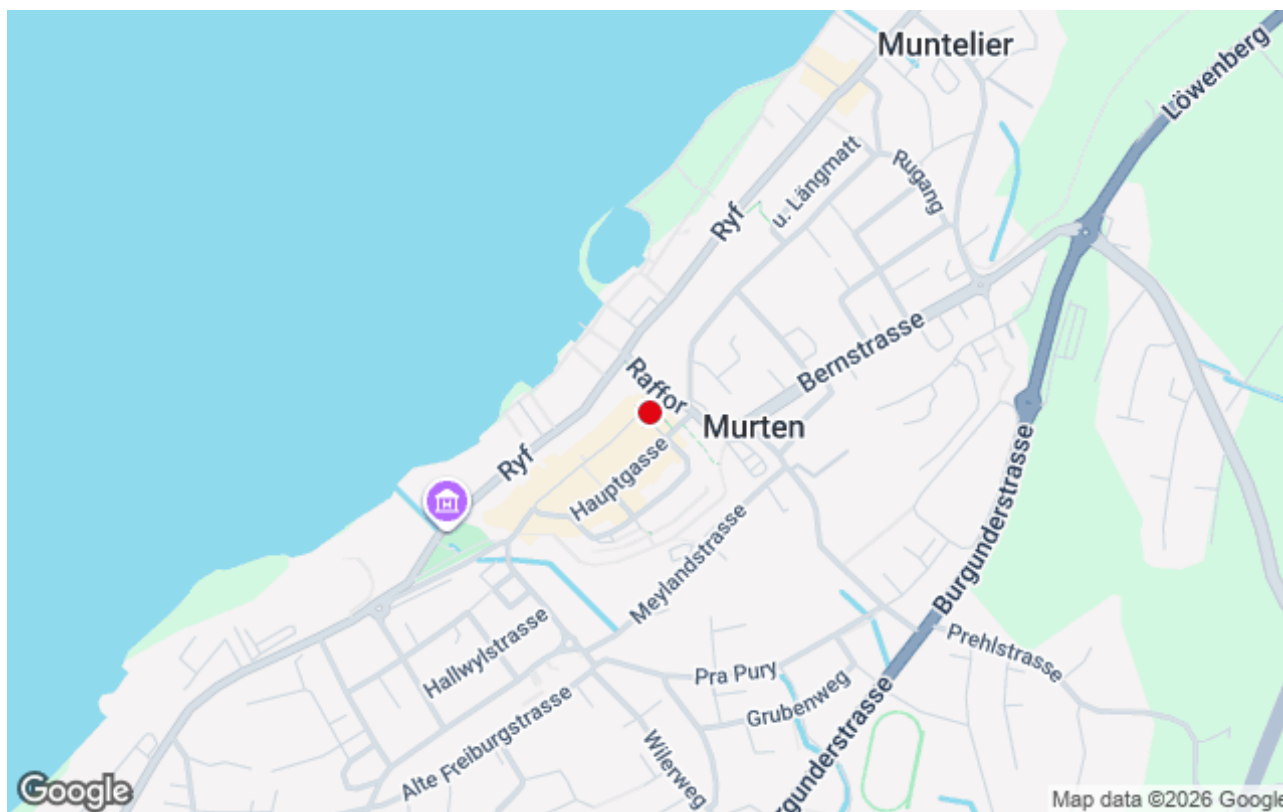 Muntelier
Löwenberg
u. Längmatt
Rugang
Ryf
Bernstrasse
Raffor
Murten
Ryf
Hauptgasse
Burgunderstrasse
Meylandstrasse
Prehlstrasse
Hallwylstrasse
Pra Pury
Grubenweg
Alte Freiburgstrasse
Wilerweg
rgunderstrasse
Google
Map data ©2026 Google